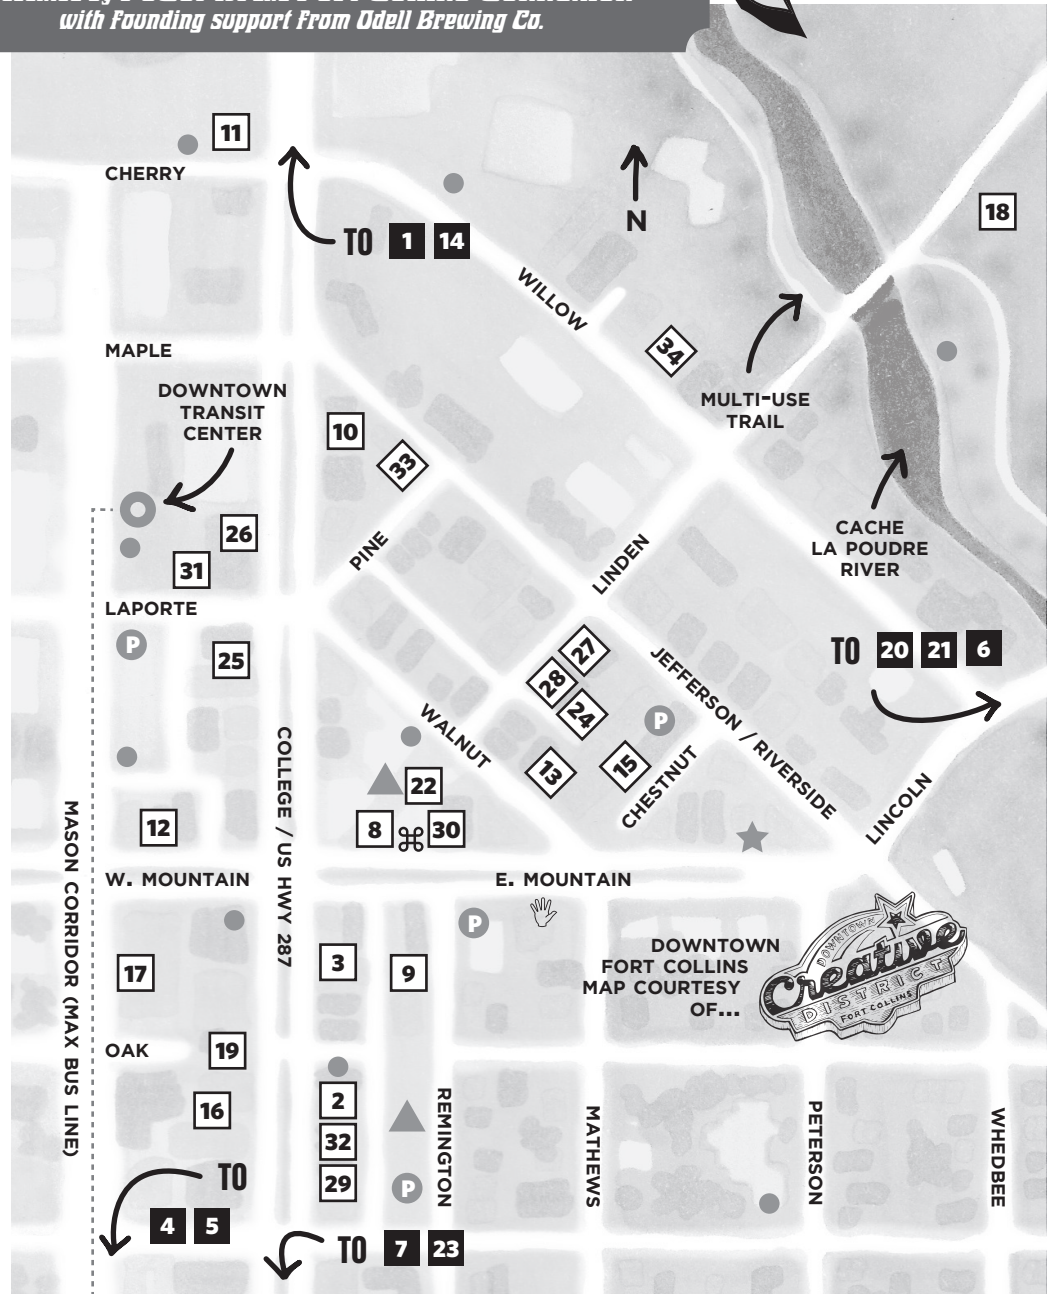 with Founding support from Odell Brewing Co.
11
CHERRY
TO 1 14
N
18
WILLOW
34
MAPLE
DOWNTOWN
TRANSIT
CENTER
MULTI-USE
TRAIL
10
33
26
31
PINE
LINDEN
CACHE
LA POUDRE
RIVER
LAPORTE
P
25
27
28
24
TO 20 21 6
JEFFERSON / RIVERSIDE
P
WALNUT
13
15
CHESTNUT
COLLEGE / US HWY 287
22
8 ⌘ 30
12
LINCOLN
MASON CORRIDOR (MAX BUS LINE)
W. MOUNTAIN
E. MOUNTAIN
P
3
9
17
DOWNTOWN
FORT COLLINS
MAP COURTESY
OF...
DOWNTOWN
Creative
DISTRICT
FORT COLLINS
OAK
19
2
16
32
29
P
REMINGTON
MATHEWS
PETERSON
WHEDBEE
TO
4 5
TO 7 23